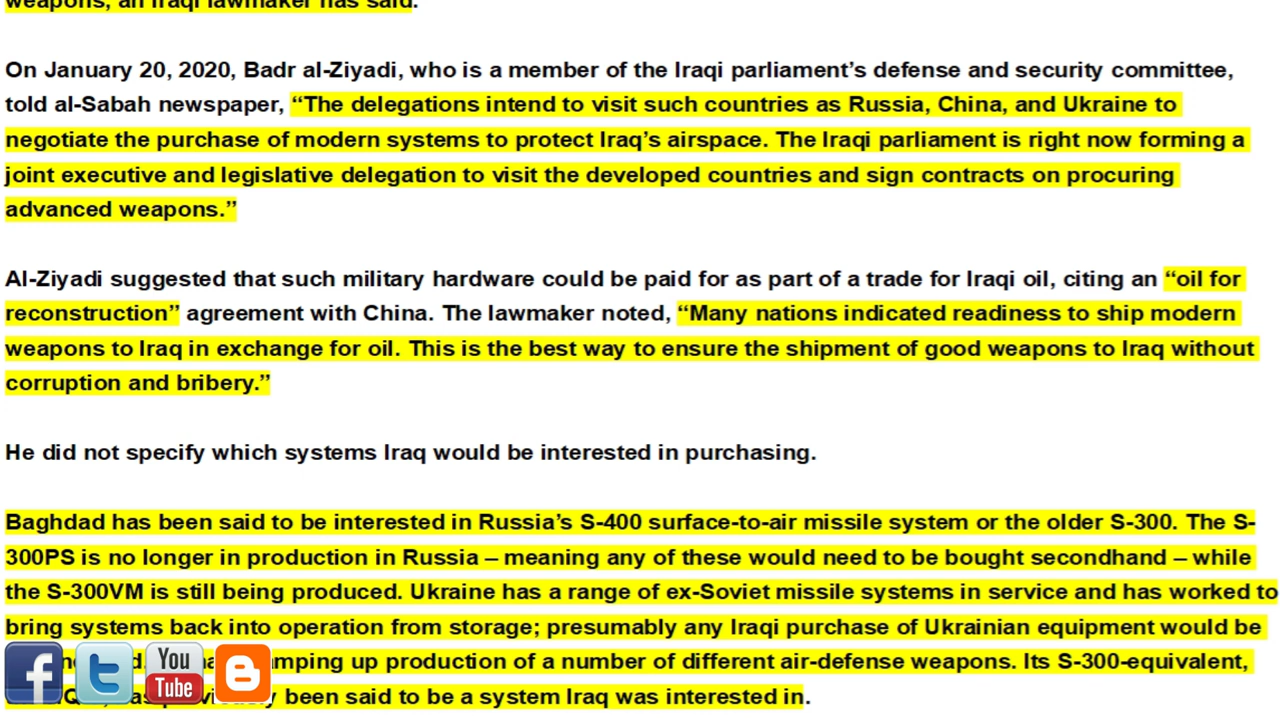 weapons, an Iraqi lawmaker has said.
On January 20, 2020, Badr al-Ziyadi, who is a member of the Iraqi parliament’s defense and security committee,
told al-Sabah newspaper, “The delegations intend to visit such countries as Russia, China, and Ukraine to
negotiate the purchase of modern systems to protect Iraq’s airspace. The Iraqi parliament is right now forming a
joint executive and legislative delegation to visit the developed countries and sign contracts on procuring
advanced weapons.”
Al-Ziyadi suggested that such military hardware could be paid for as part of a trade for Iraqi oil, citing an “oil for
reconstruction” agreement with China. The lawmaker noted, “Many nations indicated readiness to ship modern
weapons to Iraq in exchange for oil. This is the best way to ensure the shipment of good weapons to Iraq without
corruption and bribery.”
He did not specify which systems Iraq would be interested in purchasing.
Baghdad has been said to be interested in Russia’s S-400 surface-to-air missile system or the older S-300. The S-
300PS is no longer in production in Russia – meaning any of these would need to be bought secondhand – while
the S-300VM is still being produced. Ukraine has a range of ex-Soviet missile systems in service and has worked to
bring systems back into operation from storage; presumably any Iraqi purchase of Ukrainian equipment would be
up production of a number of different air-defense weapons. Its S-300-equivalent,
been said to be a system Iraq was interested in.
You
Tube